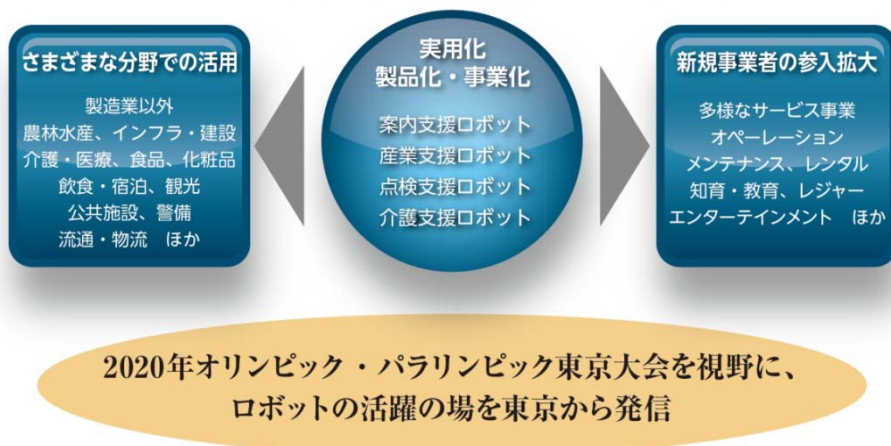 さまざまな分野での活用
製造業以外
農林水産、インフラ・建設
介護・医療、食品、化粧品
飲食・宿泊、観光
公共施設、警備
流通・物流　ほか
実用化
製品化・事業化
案内支援ロボット
産業支援ロボット
点検支援ロボット
介護支援ロボット
新規事業者の参入拡大
多様なサービス事業
オペーレーション
メンテナンス、レンタル
知育・教育、レジャー
エンターテインメント　ほか
2020年オリンピック・パラリンピック東京大会を視野に、
ロボットの活躍の場を東京から発信